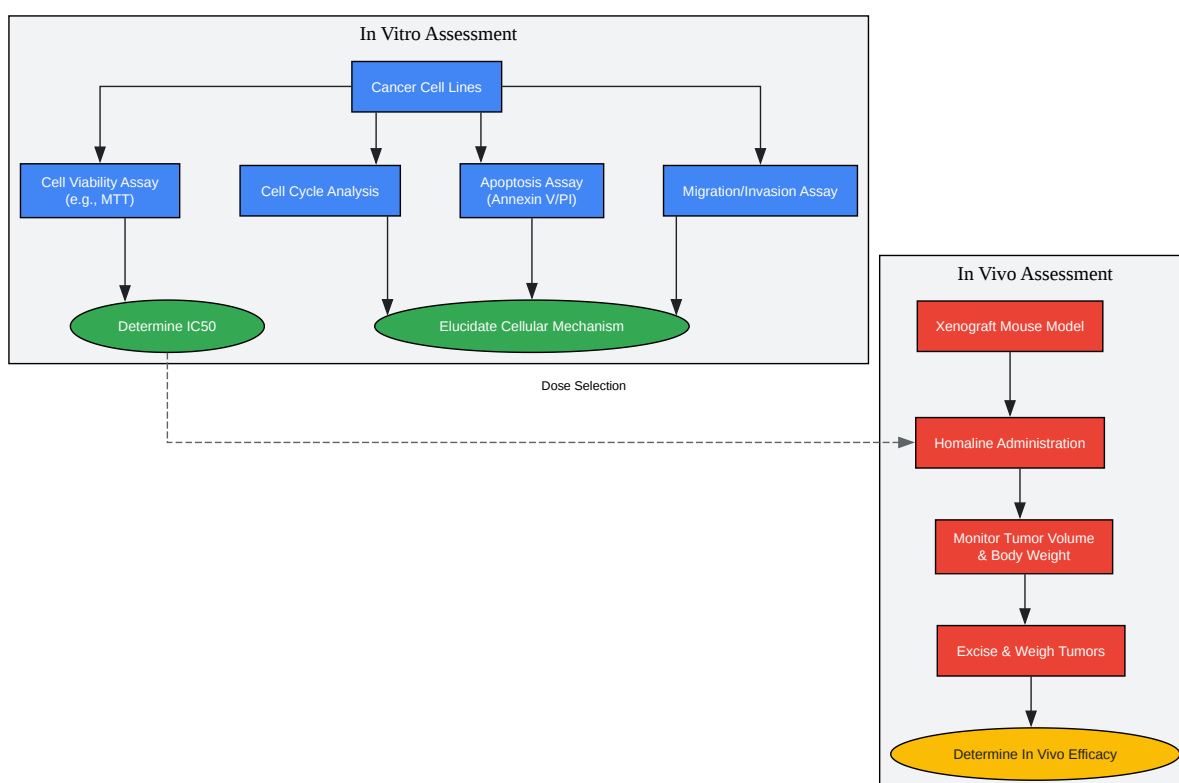 In Vitro Assessment
Cancer Cell Lines
Cell Viability Assay
(e.g., MTT)
Cell Cycle Analysis
Apoptosis Assay
(Annexin V/PI)
Migration/Invasion Assay
Determine IC50
Elucidate Cellular Mechanism
Dose Selection
In Vivo Assessment
Xenograft Mouse Model
Homaline Administration
Monitor Tumor Volume
& Body Weight
Excise & Weigh Tumors
Determine In Vivo Efficacy